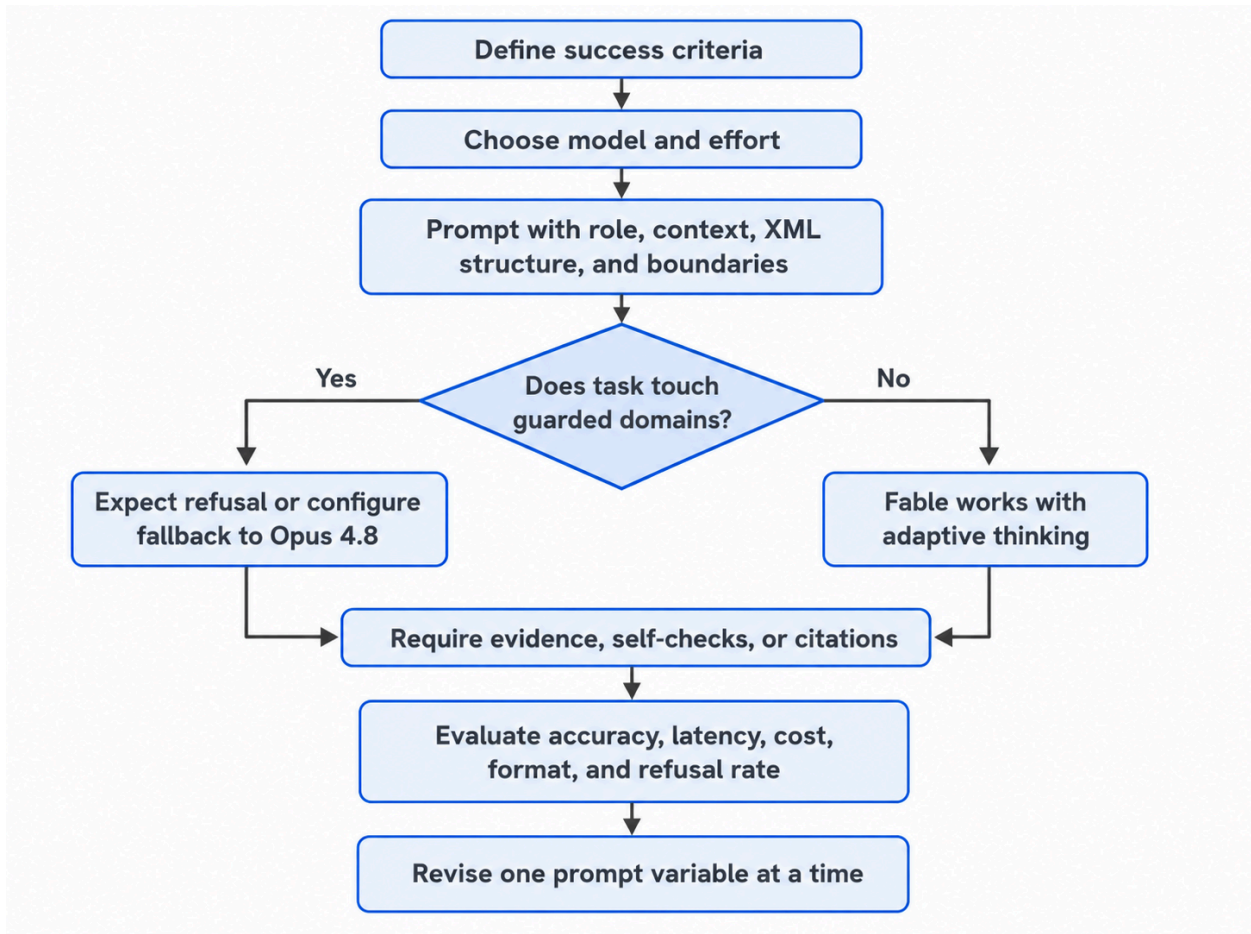 Define success criteria
Choose model and effort
Prompt with role, context, XML
structure, and boundaries
Does task touch
guarded domains?
Yes
No
Expect refusal or configure
fallback to Opus 4.8
Fable works with
adaptive thinking
Require evidence, self-checks, or citations
Evaluate accuracy, latency, cost,
format, and refusal rate
Revise one prompt variable at a time